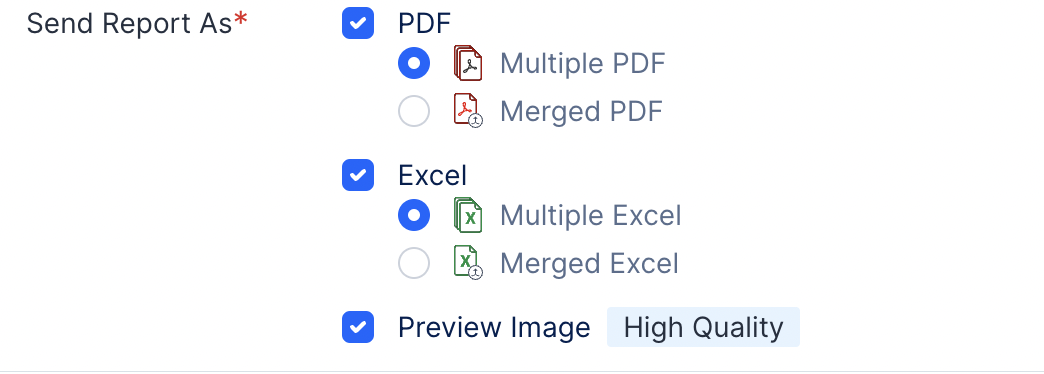 Send Report As*
PDF
Multiple PDF
Merged PDF
Excel
Multiple Excel
Merged Excel
Preview Image High Quality